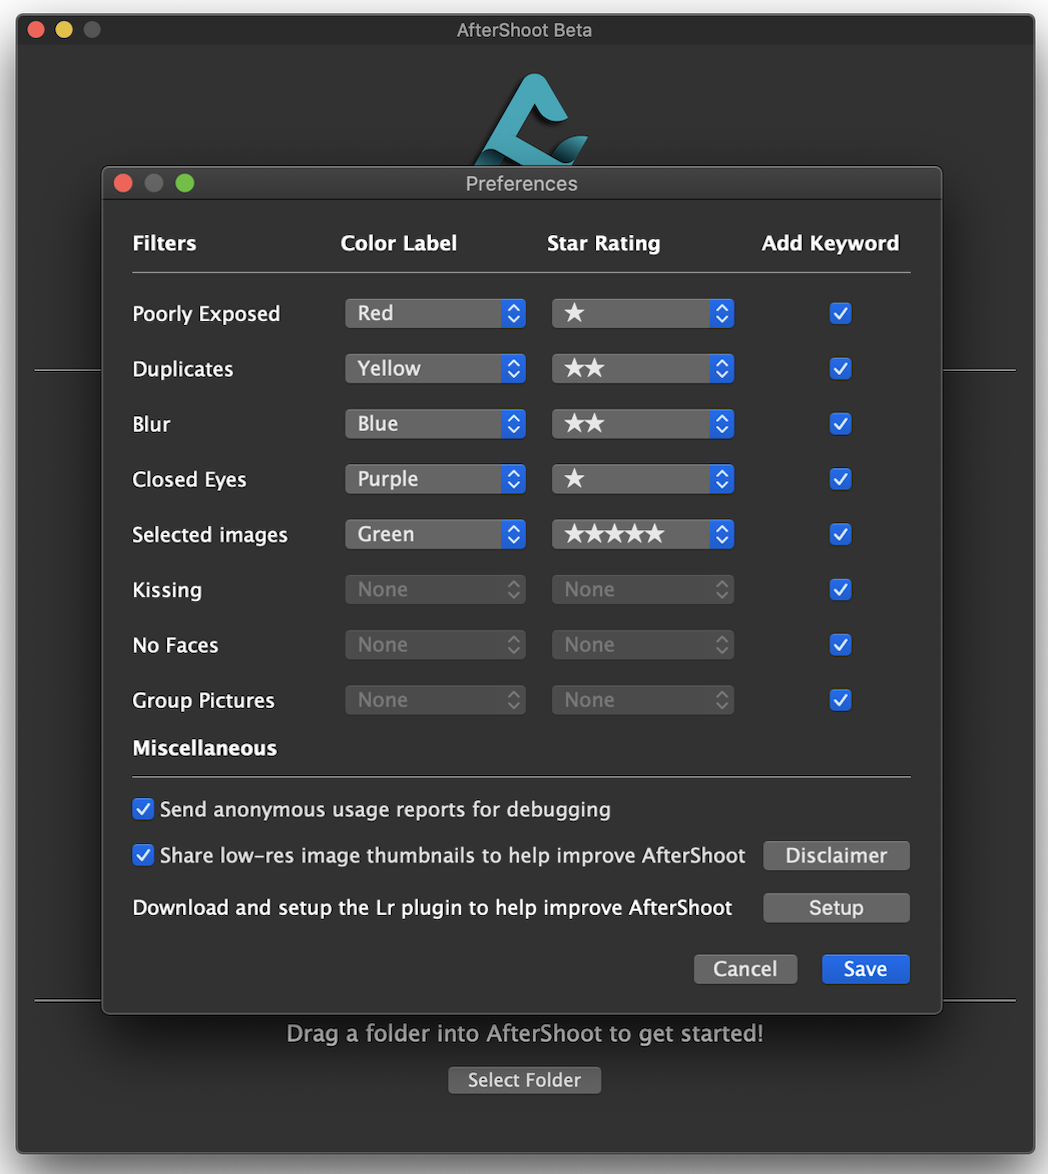 AfterShoot Beta
Preferences
Filters Color Label Star Rating Add Keyword
Poorly Exposed Red ★
Duplicates Yellow ★★
Blur Blue ★★
Closed Eyes Purple ★
Selected images Green ★★★★★
Kissing None None
No Faces None None
Group Pictures None None
Miscellaneous
Send anonymous usage reports for debugging
Share low-res image thumbnails to help improve AfterShoot Disclaimer
Download and setup the Lr plugin to help improve AfterShoot Setup
Cancel Save
Drag a folder into AfterShoot to get started!
Select Folder